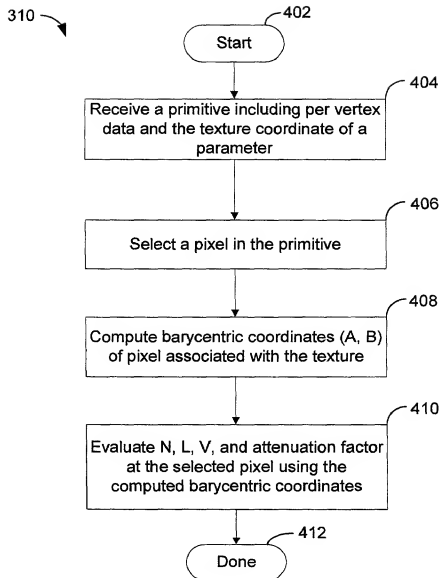 310
402
Start
404
Receive a primitive including per vertex
data and the texture coordinate of a
parameter
406
Select a pixel in the primitive
408
Compute barycentric coordinates (A, B)
of pixel associated with the texture
410
Evaluate N, L, V, and attenuation factor
at the selected pixel using the
computed barycentric coordinates
412
Done